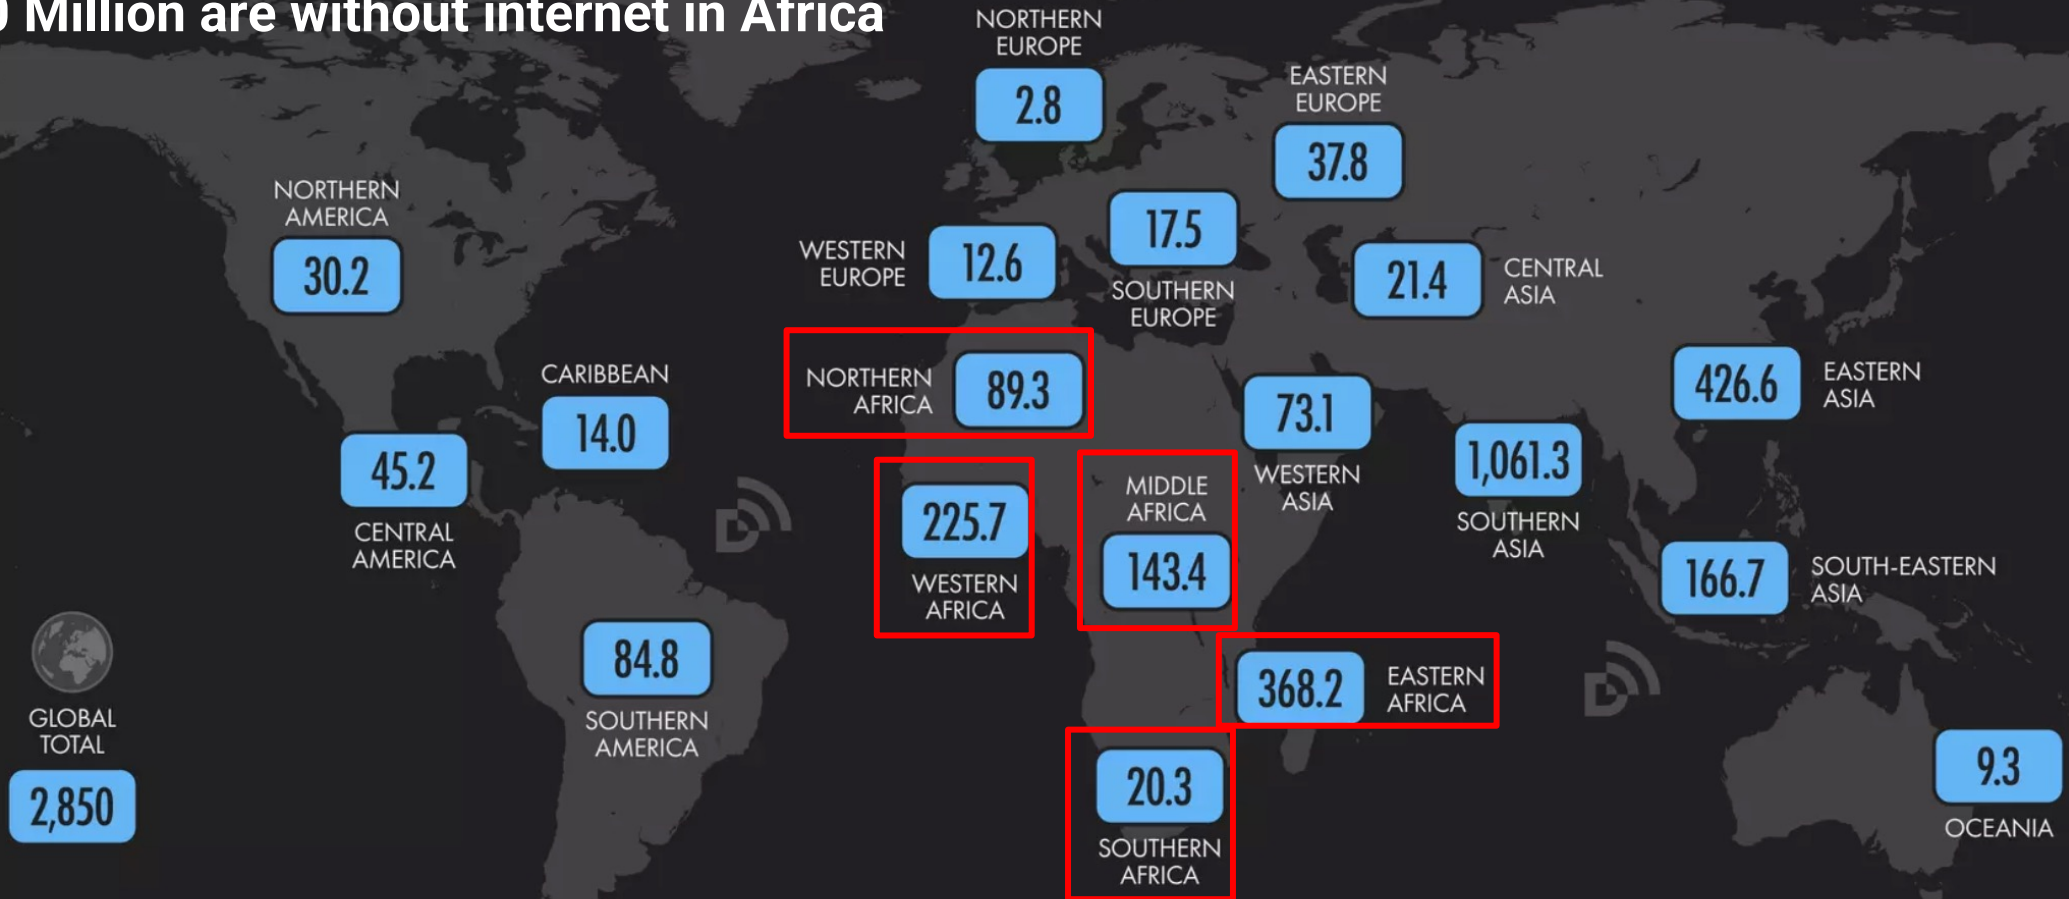 Million are without internet in Africa
NORTHERN
EUROPE
2.8
EASTERN
EUROPE
37.8
NORTHERN
AMERICA
30.2
WESTERN
EUROPE
12.6
17.5
SOUTHERN
EUROPE
21.4
CENTRAL
ASIA
NORTHERN
AFRICA
89.3
CARIBBEAN
14.0
45.2
CENTRAL
AMERICA
73.1
WESTERN
ASIA
426.6
EASTERN
ASIA
1,061.3
SOUTHERN
ASIA
225.7
WESTERN
AFRICA
MIDDLE
AFRICA
143.4
166.7
SOUTH-EASTERN
ASIA
84.8
SOUTHERN
AMERICA
368.2
EASTERN
AFRICA
GLOBAL
TOTAL
2,850
20.3
SOUTHERN
AFRICA
9.3
OCEANIA